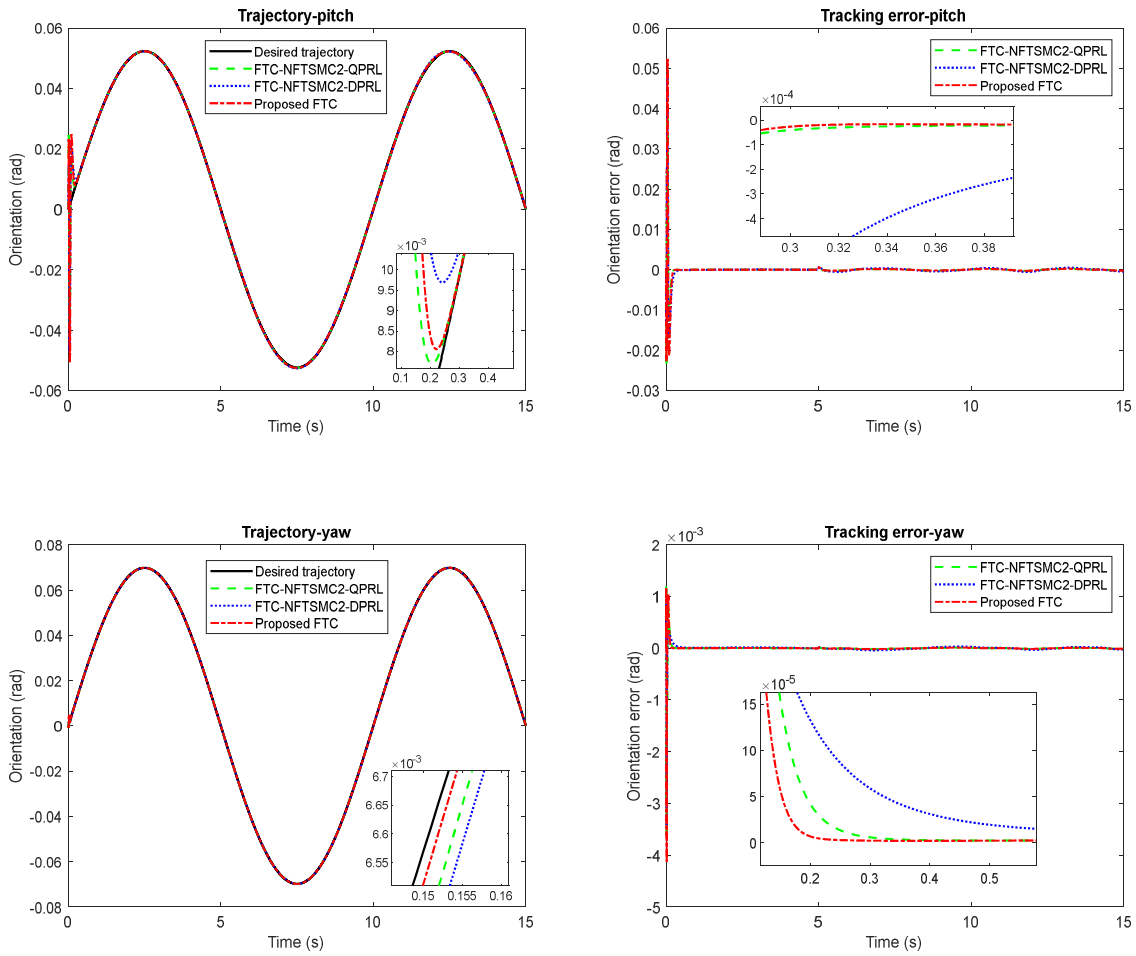 Trajectory-pitch
0.06
0.04
0.02
0
-0.02
-0.04
-0.06
Orientation (rad)
Desired trajectory
FTC-NFTSMC2-QPRL
FTC-NFTSMC2-DPRL
Proposed FTC
×10-3
10
9.5
9
8.5
8
0.1 0.2 0.3 0.4
0 5 10 15
Time (s)
Tracking error-pitch
0.06
0.05
0.04
0.03
0.02
0.01
0
-0.01
-0.02
-0.03
Orientation error (rad)
FTC-NFTSMC2-QPRL
FTC-NFTSMC2-DPRL
Proposed FTC
×10-4
0
-1
-2
-3
-4
0.3 0.32 0.34 0.36 0.38
0 5 10 15
Time (s)
Trajectory-yaw
0.08
0.06
0.04
0.02
0
-0.02
-0.04
-0.06
-0.08
Orientation (rad)
Desired trajectory
FTC-NFTSMC2-QPRL
FTC-NFTSMC2-DPRL
Proposed FTC
×10-3
6.7
6.65
6.6
6.55
0.15 0.155 0.16
0 5 10 15
Time (s)
Tracking error-yaw
×10-3
2
1
0
-1
-2
-3
-4
-5
Orientation error (rad)
FTC-NFTSMC2-QPRL
FTC-NFTSMC2-DPRL
Proposed FTC
×10-5
15
10
5
0
0.2 0.3 0.4 0.5
0 5 10 15
Time (s)